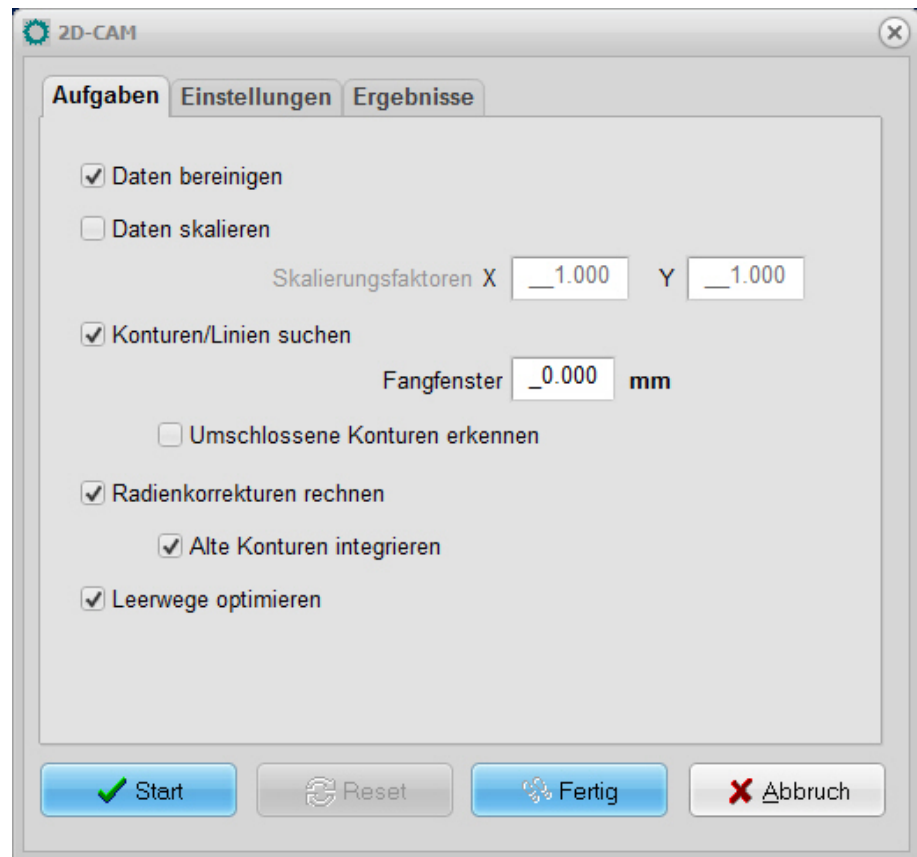 2D-CAM
Aufgaben Einstellungen Ergebnisse
Daten bereinigen
Daten skalieren
Skalierungsfaktoren X __1.000 Y __1.000
Konturen/Linien suchen
Fangfenster _0.000 mm
Umschlossene Konturen erkennen
Radienkorrekturen rechnen
Alte Konturen integrieren
Leerwege optimieren
Start Reset Fertig Abbruch